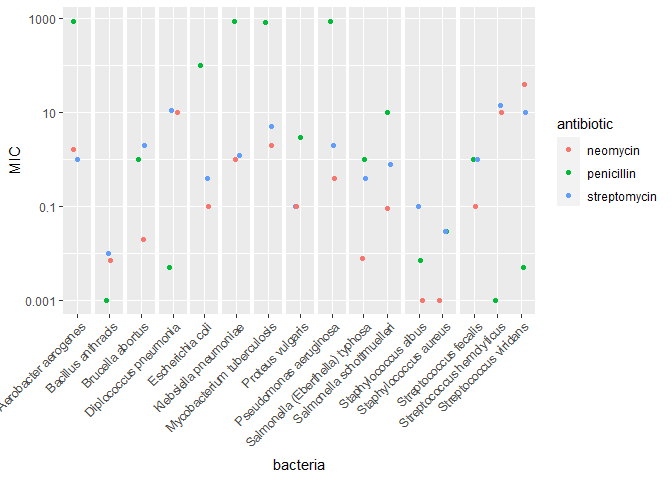 1000
10
0.1
0.001
MIC
Aerobacter aerogenes
Bacillus anthracis
Brucella abortus
Diplococcus pneumonia
Escherichia coli
Klebsiella pneumoniae
Mycobacterium tuberculosis
Proteus vulgaris
Pseudomonas aeruginosa
Salmonella (Eberthella) typhosa
Salmonella schottmuelleri
Staphylococcus albus
Staphylococcus aureus
Streptococcus fecalis
Streptococcus hemolyticus
Streptococcus viridans
bacteria
antibiotic
neomycin
penicillin
streptomycin